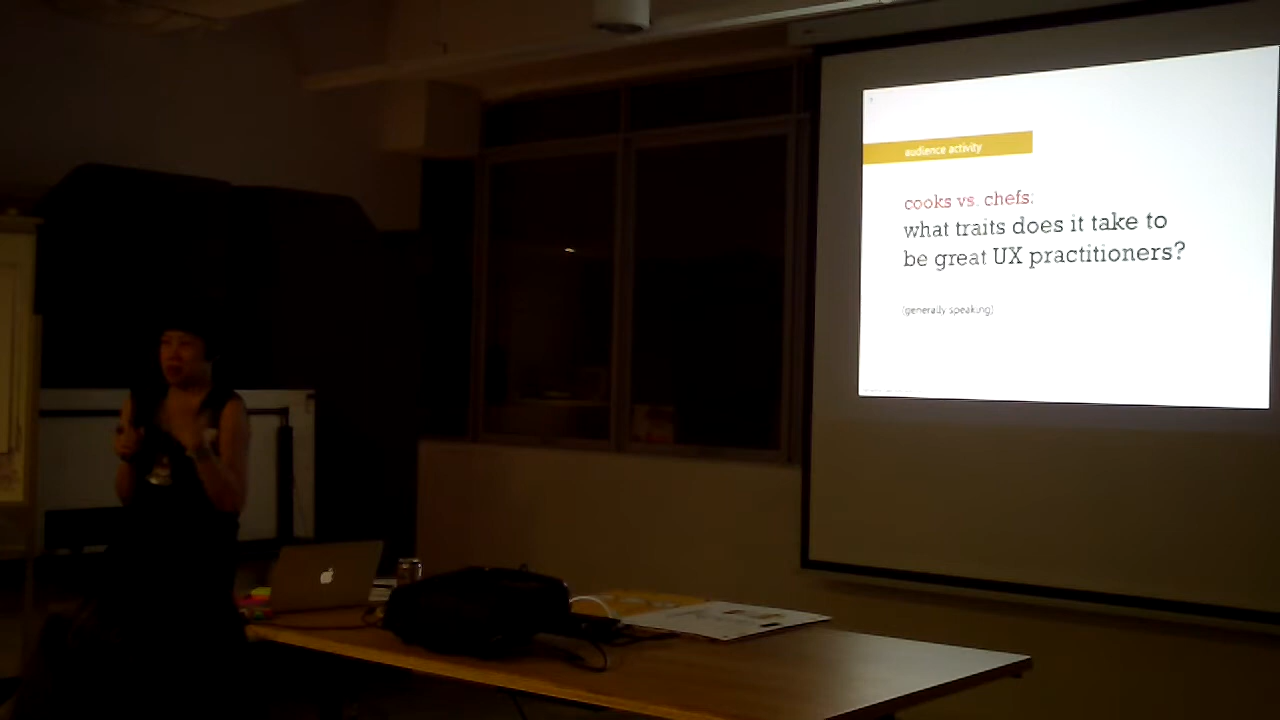 audience activity
cooks vs. chefs:
what traits does it take to
be great UX practitioners?
(generally speaking)